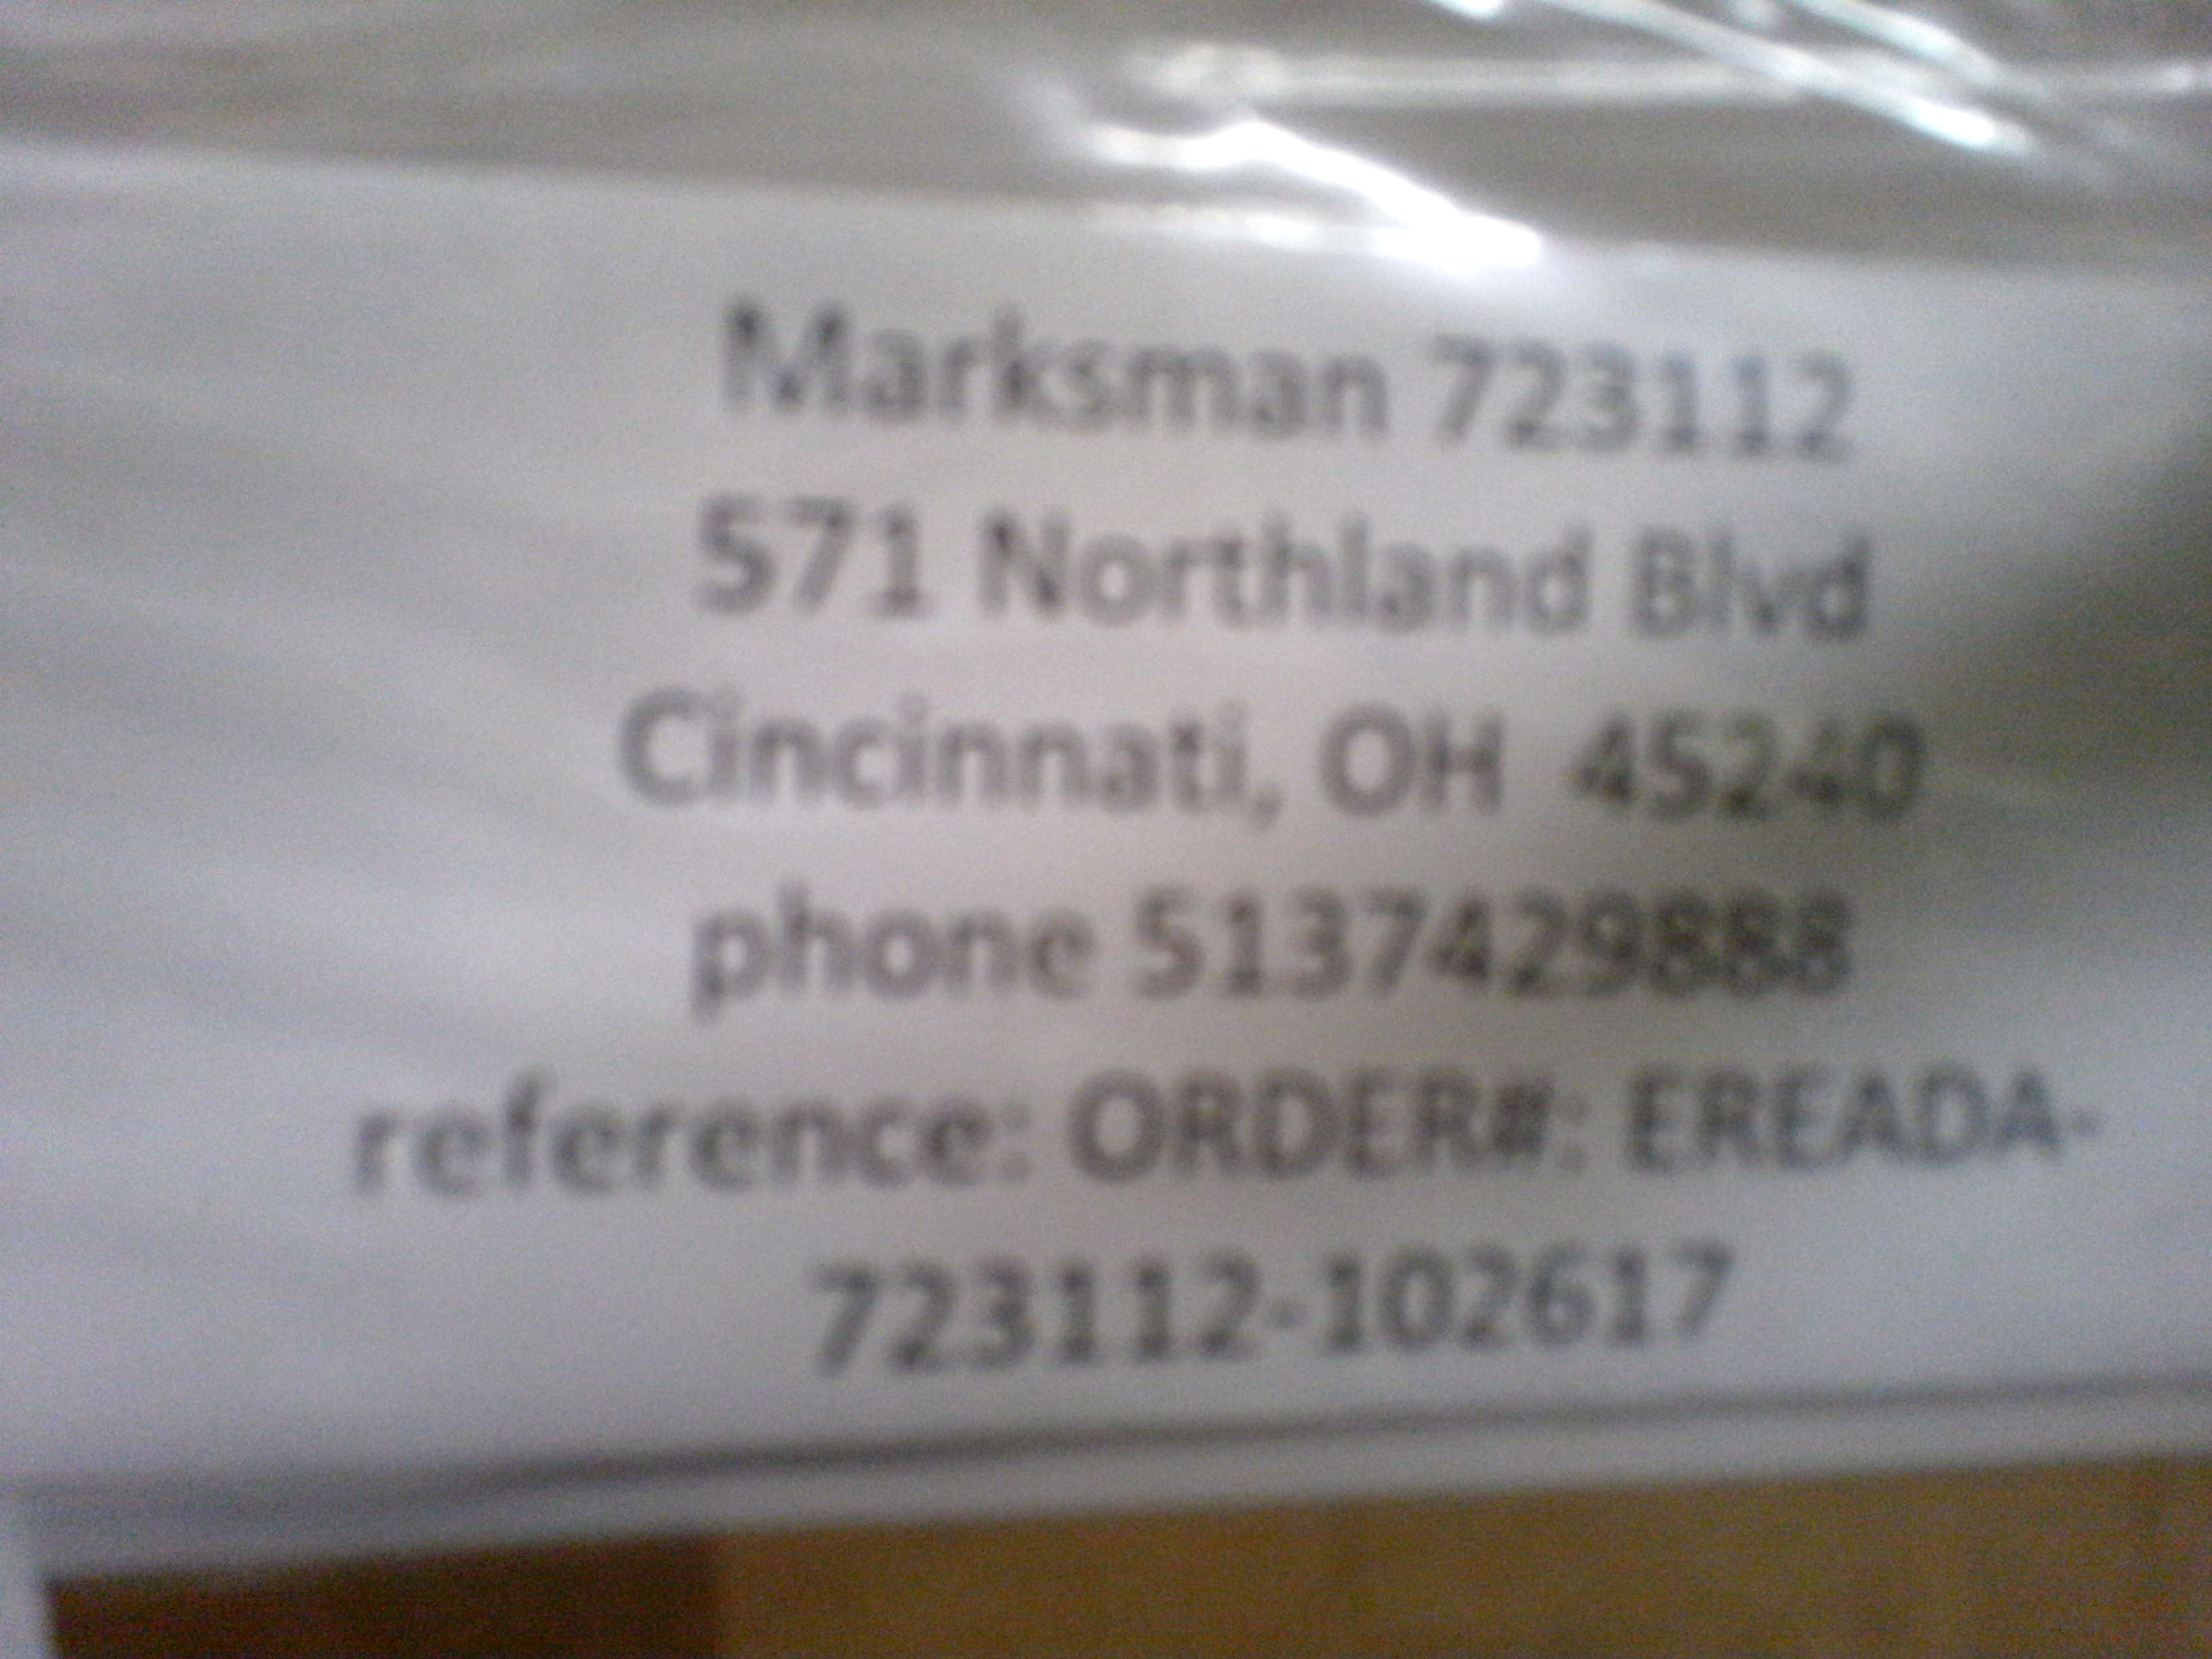 Marksman 723112
571 Northland Blvd
Cincinnati, OH  45240
phone 5137429888
reference: ORDER#: EREADA-
723112-102617